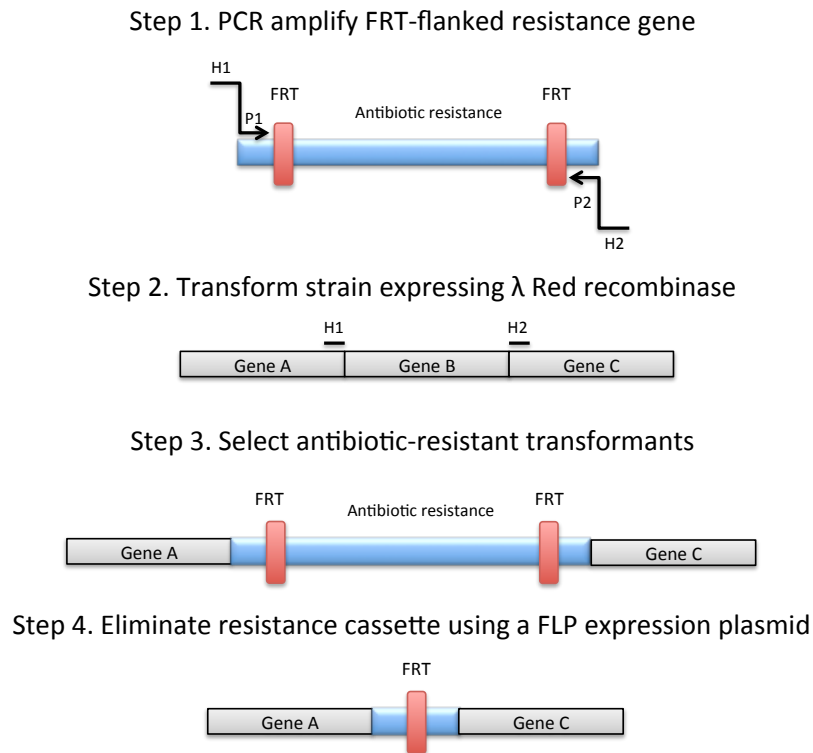 Step 1. PCR amplify FRT-flanked resistance gene
H1
FRT
FRT
P1
Antibiotic resistance
P2
H2
Step 2. Transform strain expressing λ Red recombinase
H1
H2
Gene A
Gene B
Gene C
Step 3. Select antibiotic-resistant transformants
FRT
Antibiotic resistance
FRT
Gene A
Gene C
Step 4. Eliminate resistance cassette using a FLP expression plasmid
FRT
Gene A
Gene C